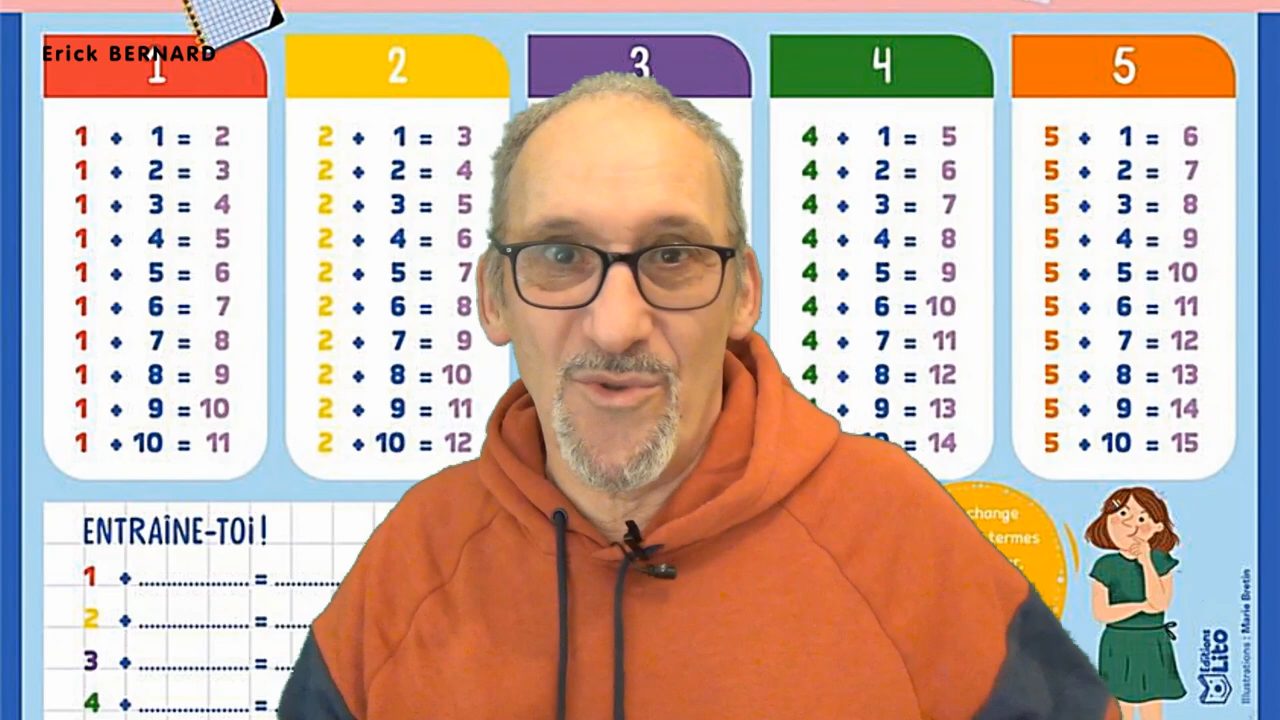 Erick BERNARD
1
1 + 1 = 2
1 + 2 = 3
1 + 3 = 4
1 + 4 = 5
1 + 5 = 6
1 + 6 = 7
1 + 7 = 8
1 + 8 = 9
1 + 9 = 10
1 + 10 = 11
2
2 + 1 = 3
2 + 2 = 4
2 + 3 = 5
2 + 4 = 6
2 + 5 = 7
2 + 6 = 8
2 + 7 = 9
2 + 8 = 10
2 + 9 = 11
2 + 10 = 12
3
4
4 + 1 = 5
4 + 2 = 6
4 + 3 = 7
4 + 4 = 8
4 + 5 = 9
4 + 6 = 10
4 + 7 = 11
4 + 8 = 12
+ 9 = 13
= 14
5
5 + 1 = 6
5 + 2 = 7
5 + 3 = 8
5 + 4 = 9
5 + 5 = 10
5 + 6 = 11
5 + 7 = 12
5 + 8 = 13
5 + 9 = 14
5 + 10 = 15
ENTRAÎNE-TOI !
1 + .................... = ..........
2 + .................... = ..........
3 + .................... = ..........
4 + .................... = ..........
change
termes
Editions
Lito
Illustrations : Marie Bretin